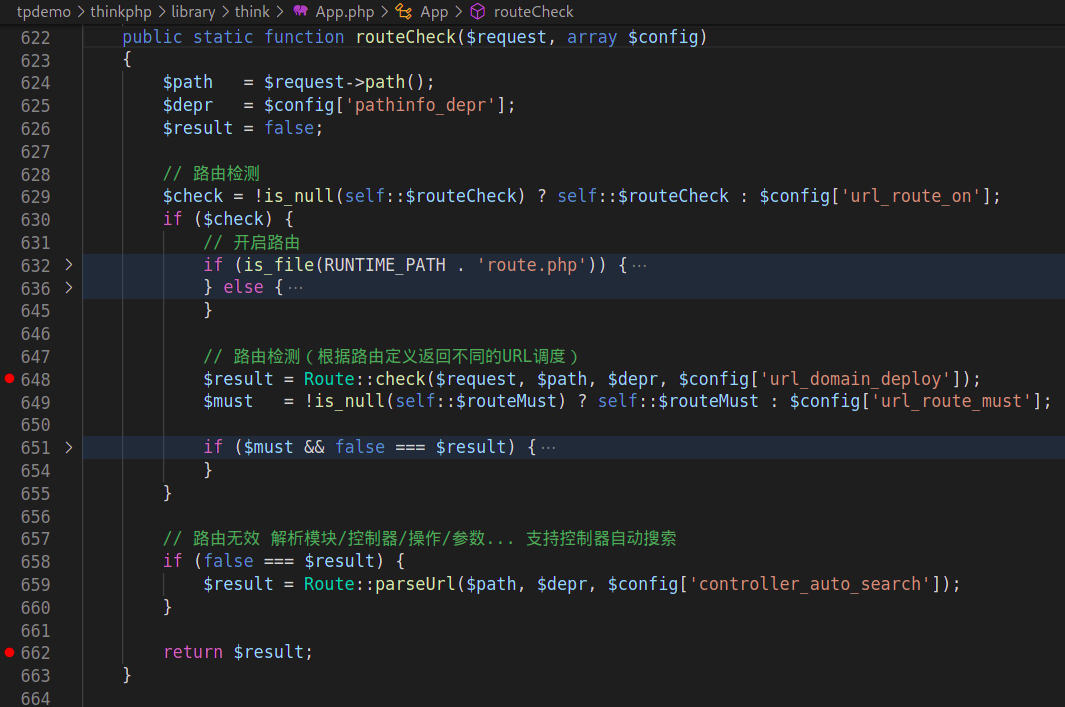 tpdemo > thinkphp > library > think > App.php > App > routeCheck
622 public static function routeCheck($request, array $config)
623 {
624 $path   = $request->path();
625 $depr   = $config['pathinfo_depr'];
626 $result = false;
627
628 // 路由检测
629 $check = !is_null(self::$routeCheck) ? self::$routeCheck : $config['url_route_on'];
630 if ($check) {
631 // 开启路由
632 > if (is_file(RUNTIME_PATH . 'route.php')) {···
636 > } else {···
645 }
646
647 // 路由检测（根据路由定义返回不同的URL调度）
648 $result = Route::check($request, $path, $depr, $config['url_domain_deploy']);
649 $must   = !is_null(self::$routeMust) ? self::$routeMust : $config['url_route_must'];
650
651 > if ($must && false === $result) {···
654 }
655 }
656
657 // 路由无效 解析模块/控制器/操作/参数... 支持控制器自动搜索
658 if (false === $result) {
659 $result = Route::parseUrl($path, $depr, $config['controller_auto_search']);
660 }
661
662 return $result;
663 }
664